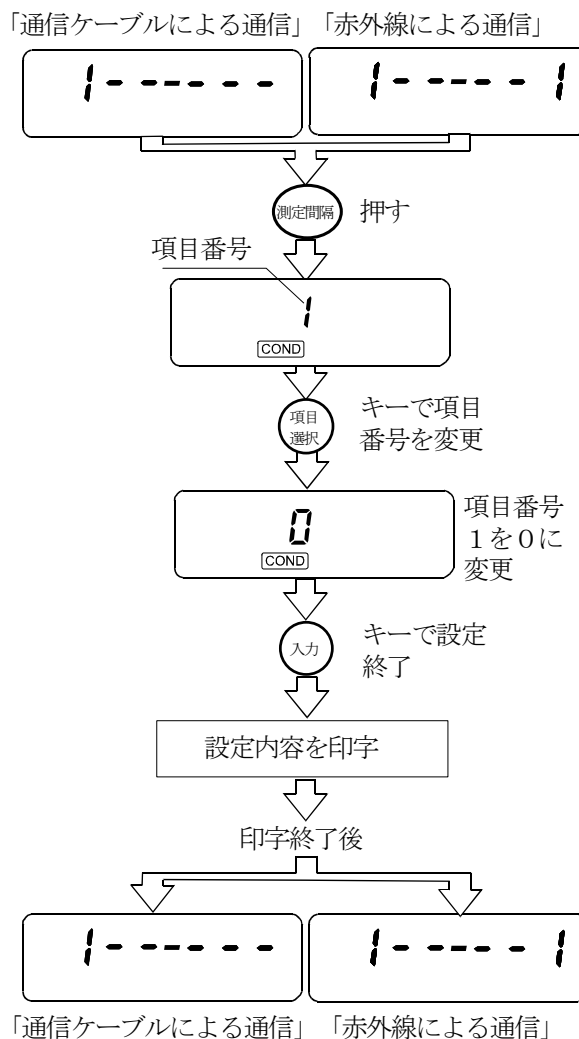 「通信ケーブルによる通信」 「赤外線による通信」
1------ 1-----1
測定間隔 押す
項目番号
1
COND
項目
選択
キーで項目
番号を変更
0
COND
項目番号
1を0に
変更
入力
キーで設定
終了
設定内容を印字
印字終了後
1------ 1-----1
「通信ケーブルによる通信」 「赤外線による通信」